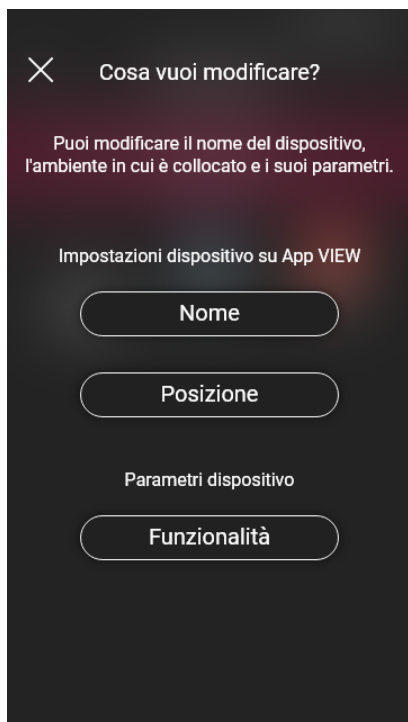 Cosa vuoi modificare?
Puoi modificare il nome del dispositivo,
l'ambiente in cui è collocato e i suoi parametri.
Impostazioni dispositivo su App VIEW
Nome
Posizione
Parametri dispositivo
Funzionalità